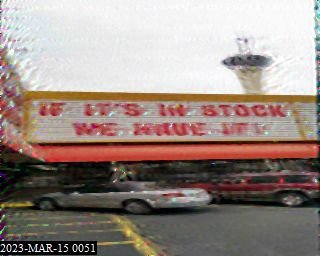 IF IT'S IN STOCK
WE HAVE IT!
2023-MAR-15 0051